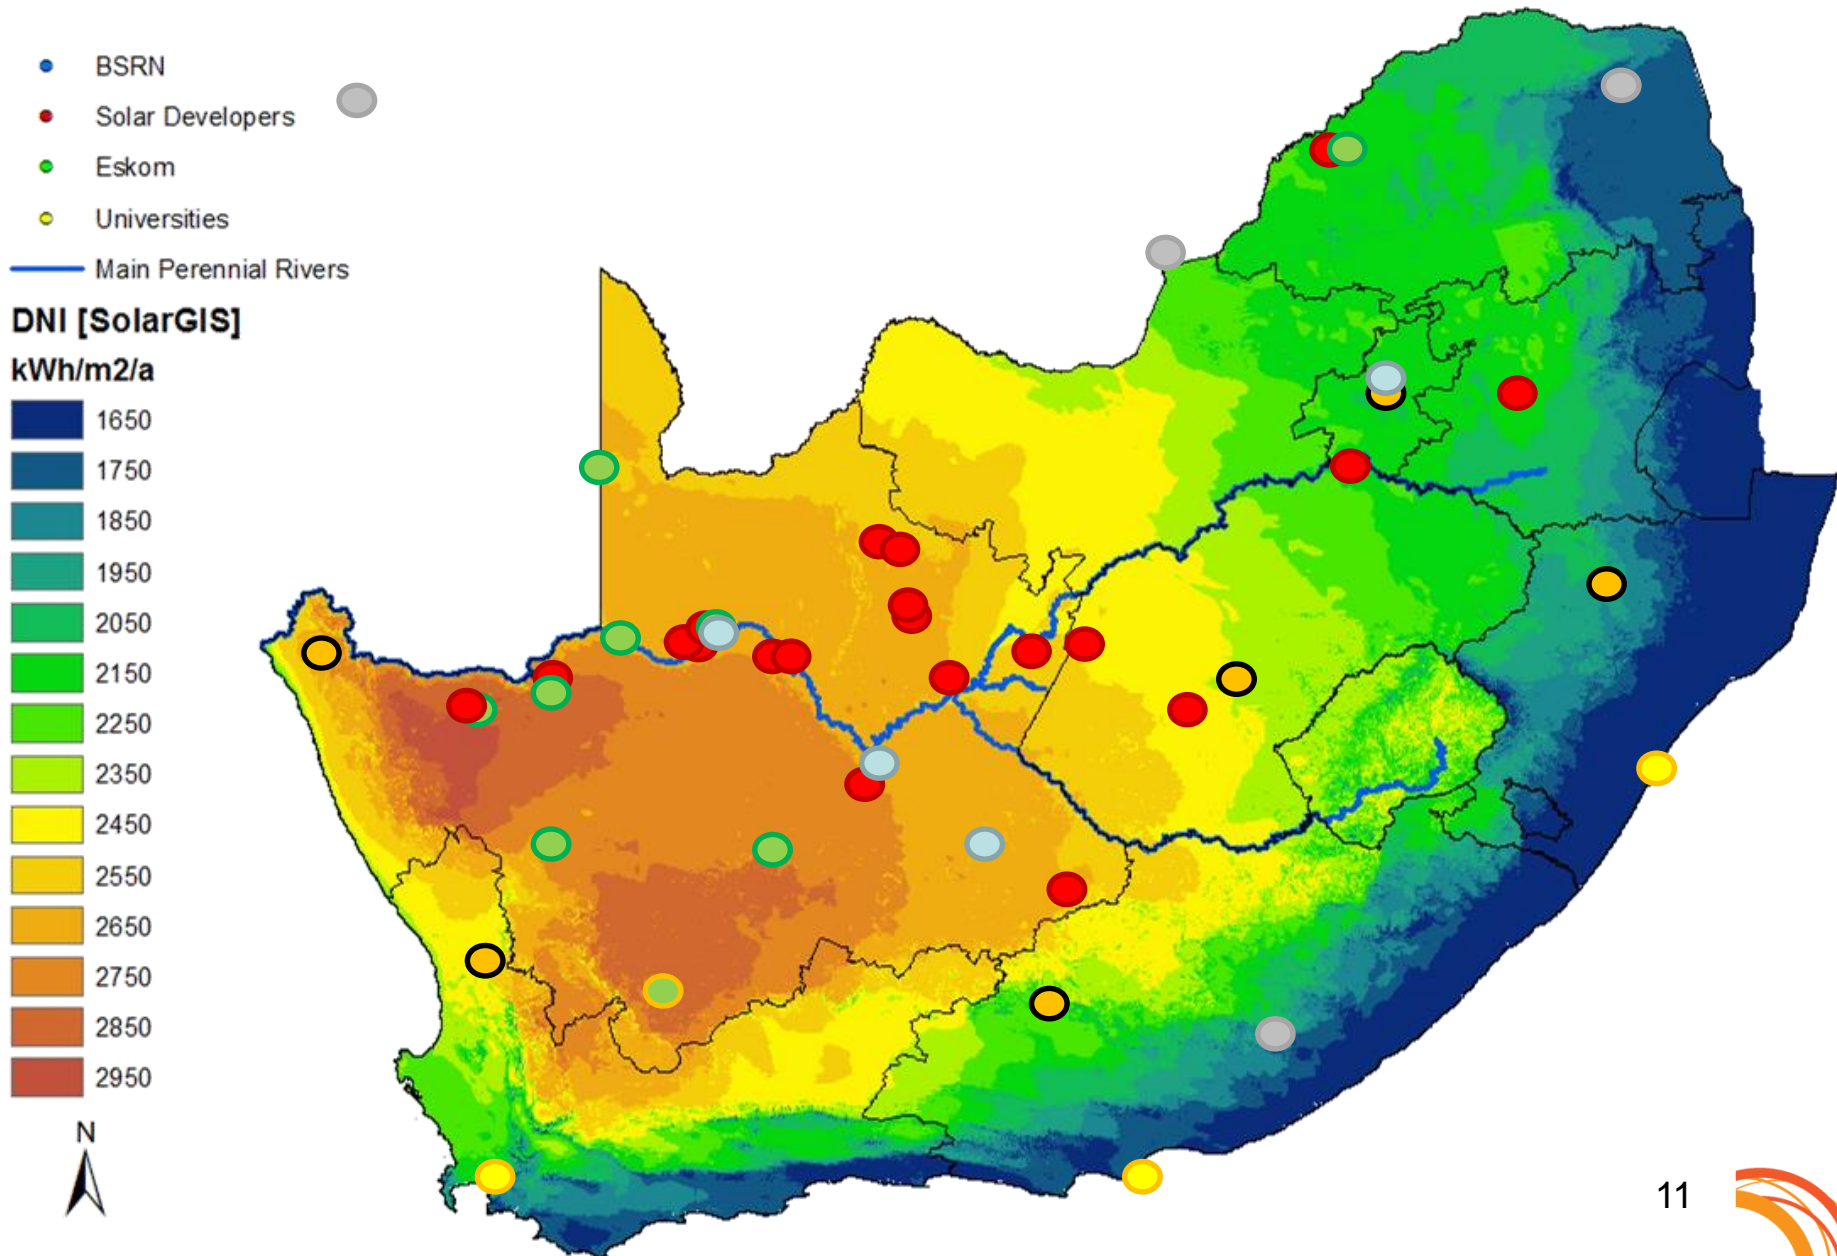 BSRN
Solar Developers
Eskom
Universities
Main Perennial Rivers
DNI [SolarGIS]
kWh/m2/a
1650
1750
1850
1950
2050
2150
2250
2350
2450
2550
2650
2750
2850
2950
N
11